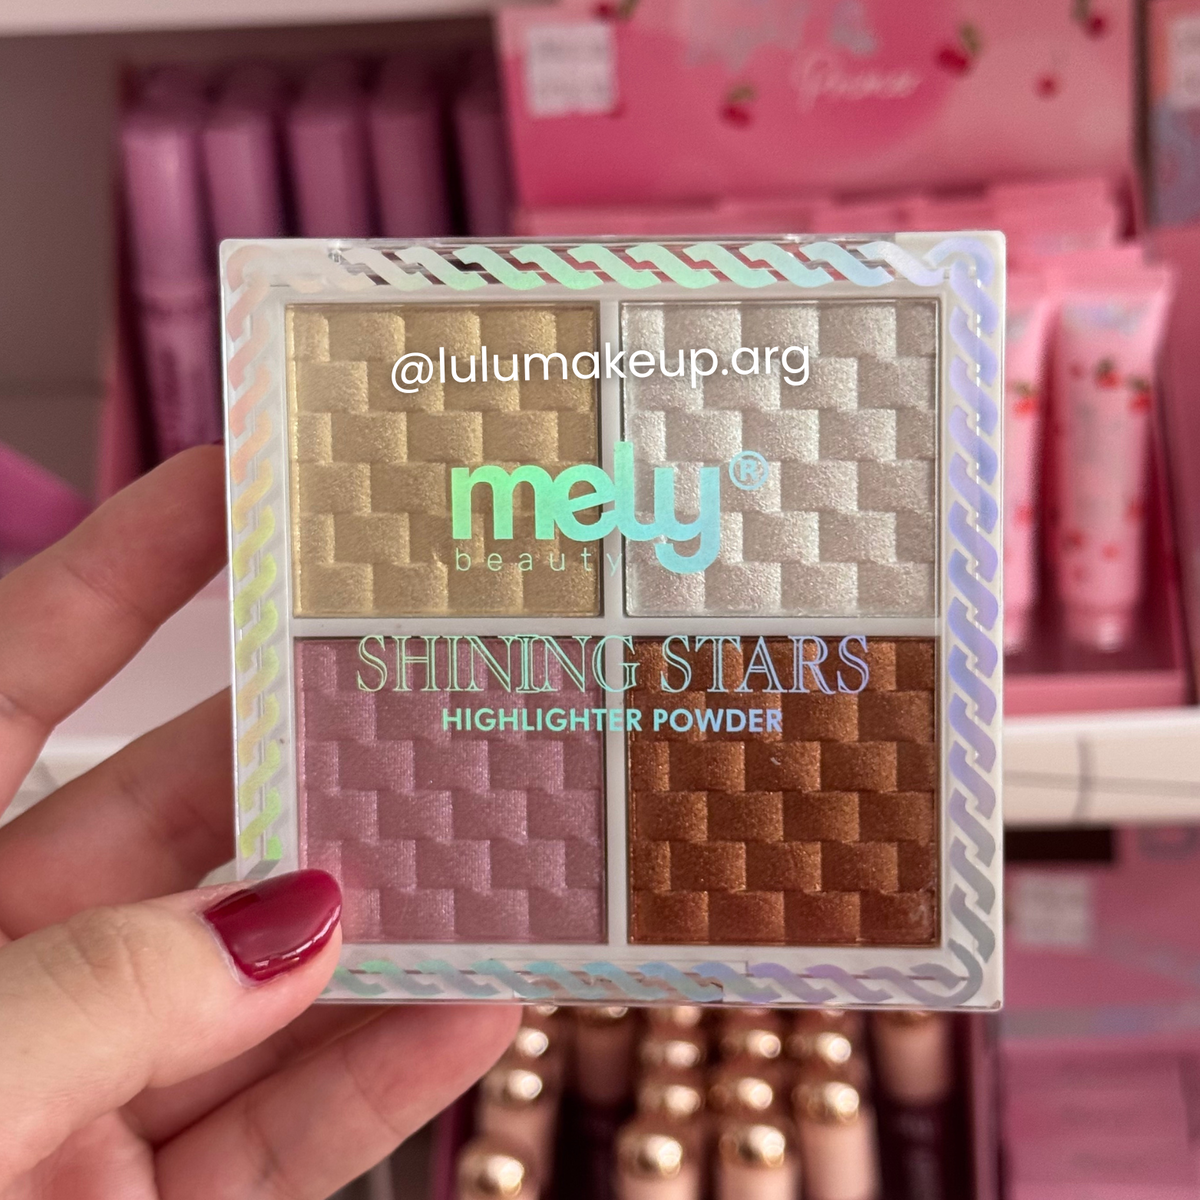 @lulumakeup.arg
mely®
beauty
SHINING STARS
HIGHLIGHTER POWDER